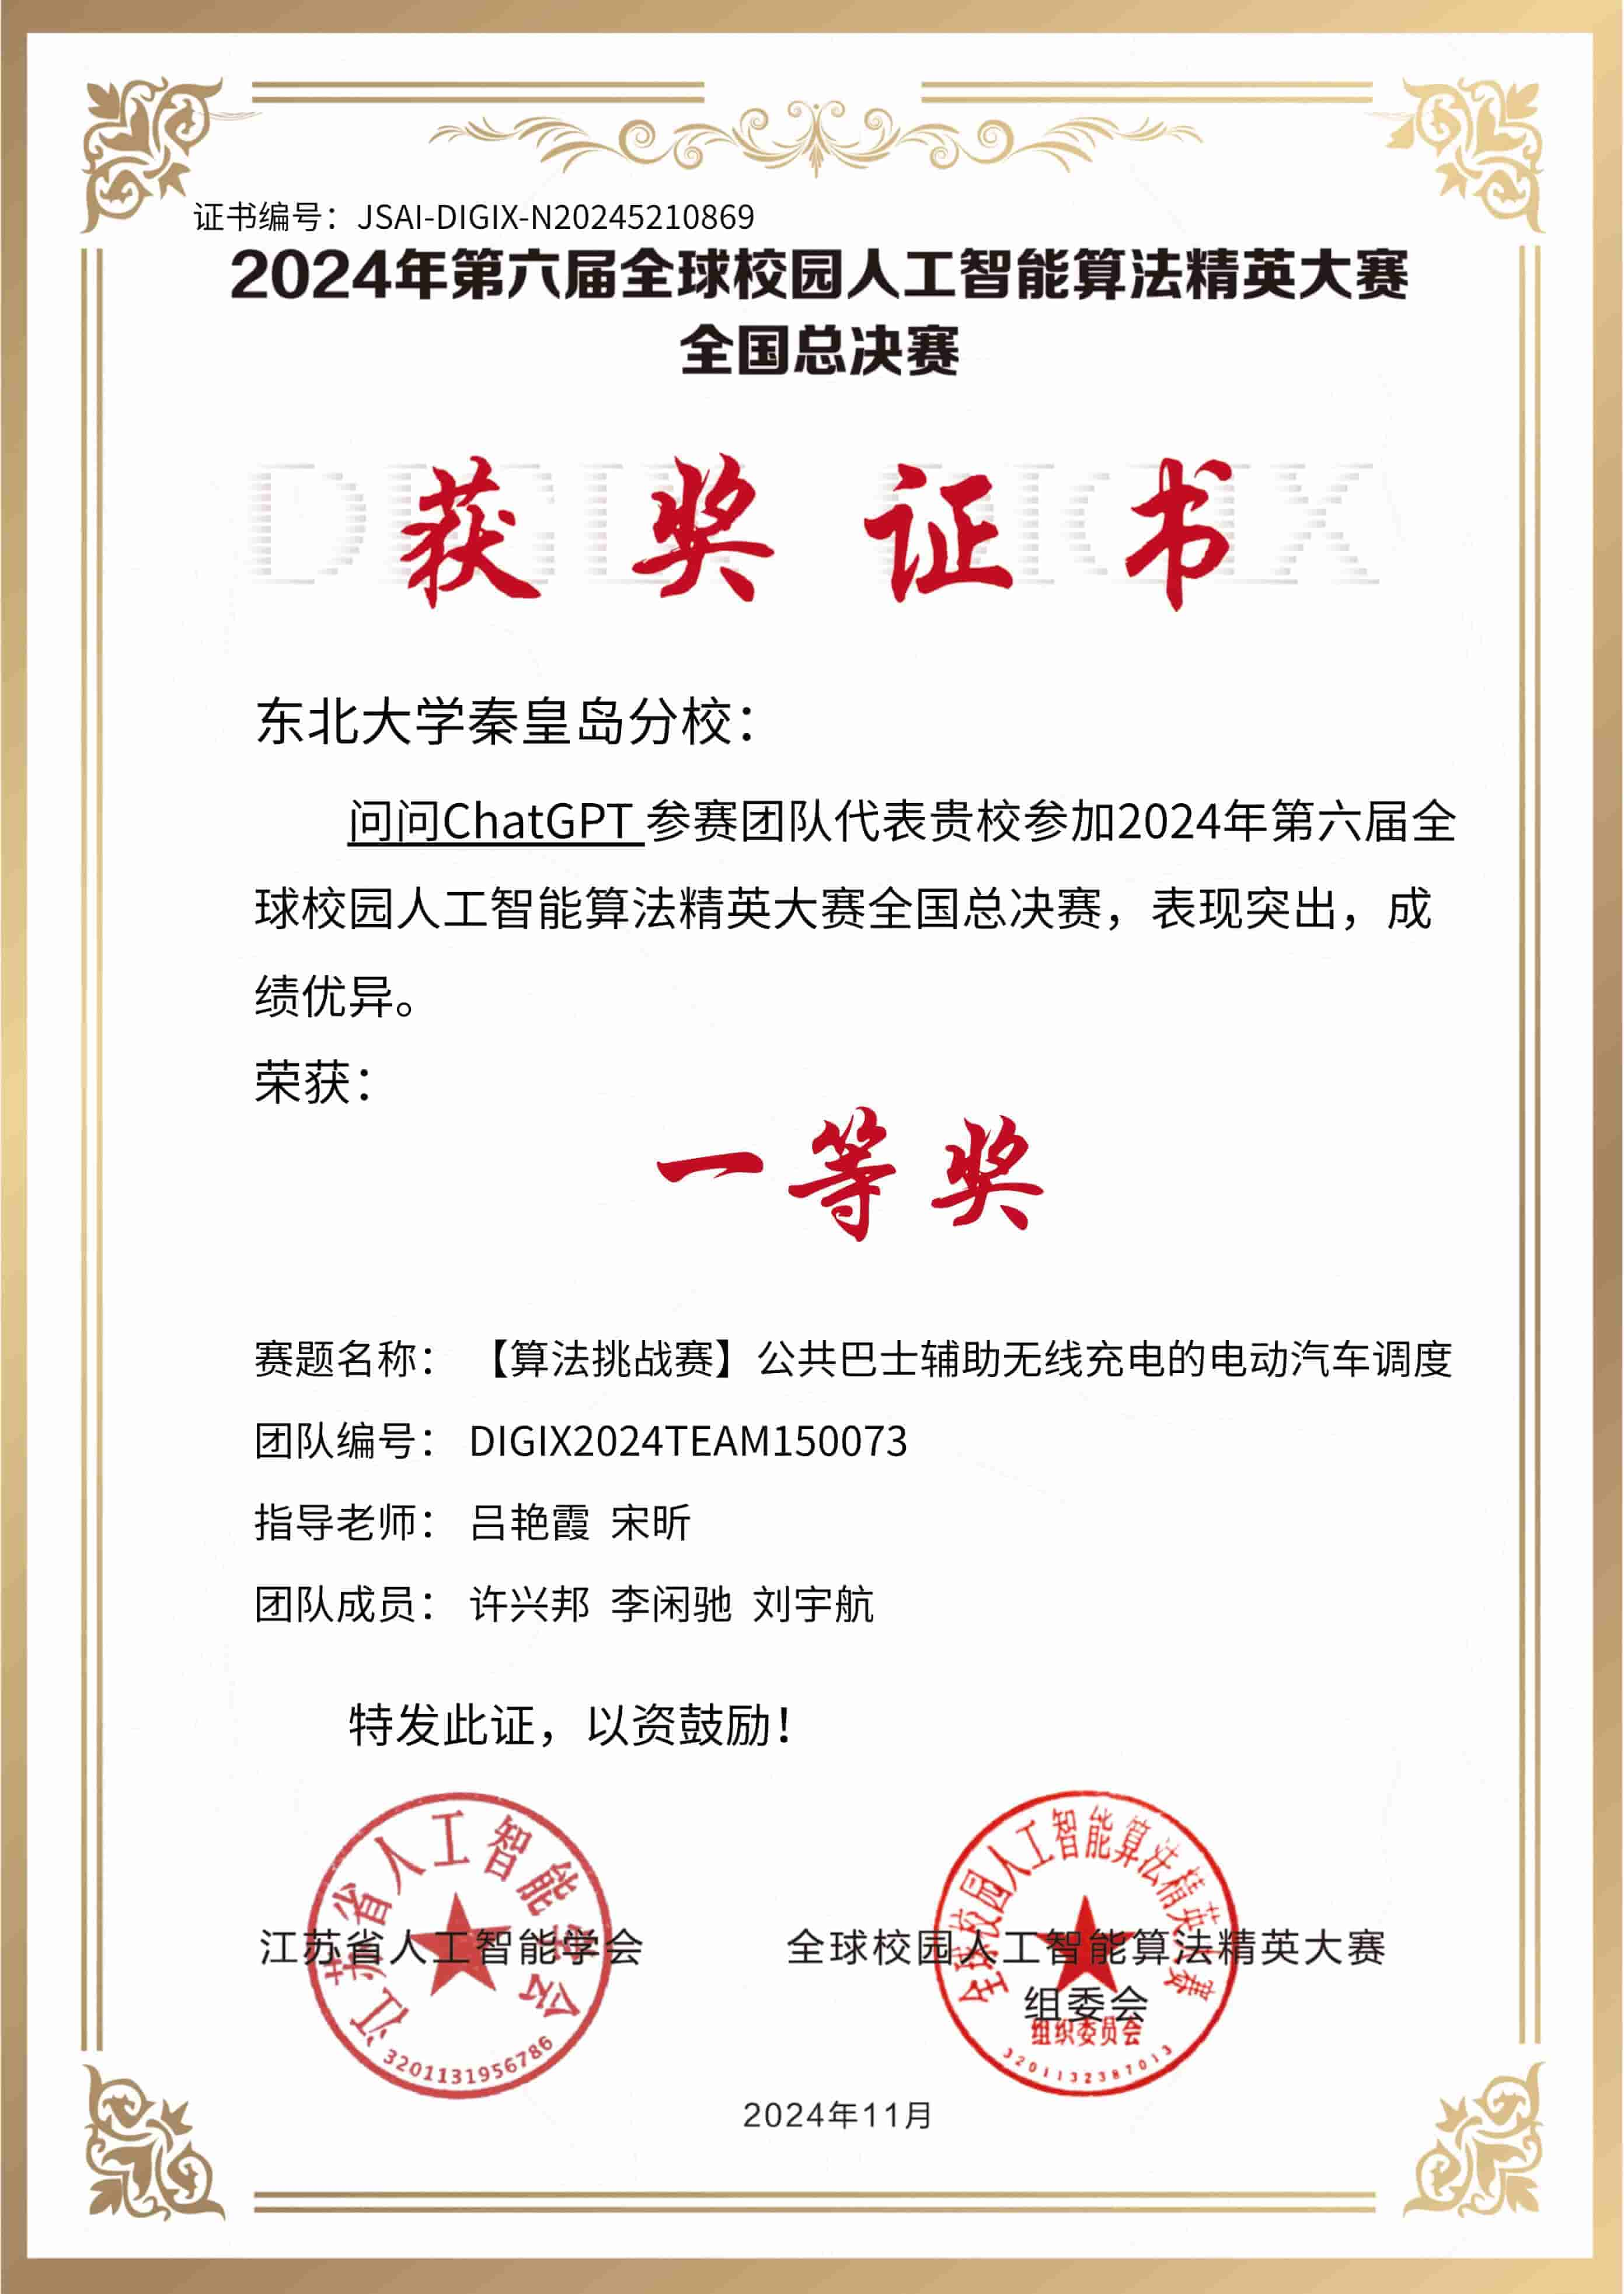 证书编号：JSAI-DIGIX-N20245210869
2024年第六届全球校园人工智能算法精英大赛
全国总决赛
DIGIX DIGIX
获奖证书
东北大学秦皇岛分校：
问问ChatGPT 参赛团队代表贵校参加2024年第六届全
球校园人工智能算法精英大赛全国总决赛，表现突出，成
绩优异。
荣获：
一等奖
赛题名称：【算法挑战赛】公共巴士辅助无线充电的电动汽车调度
团队编号：DIGIX2024TEAM150073
指导老师：吕艳霞 宋昕
团队成员：许兴邦 李闲驰 刘宇航
特发此证，以资鼓励！
江苏省人工智能学会
3201131956786
江苏省人工智能学会
全球校园人工智能算法精英大赛
组织委员会
3201132387013
全球校园人工智能算法精英大赛
组委会
2024年11月